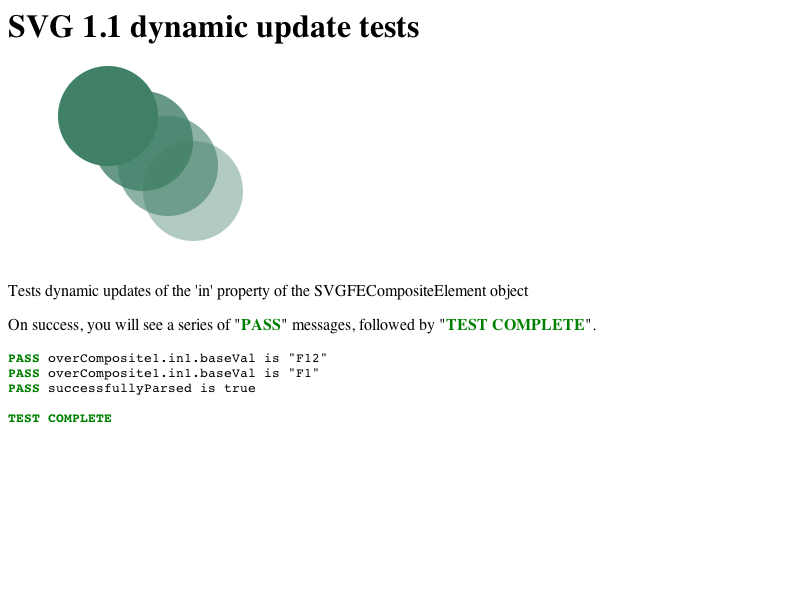 SVG 1.1 dynamic update tests
Tests dynamic updates of the 'in' property of the SVGFECompositeElement object
On success, you will see a series of "PASS" messages, followed by "TEST COMPLETE".
PASS overComposite1.in1.baseVal is "F12"
PASS overComposite1.in1.baseVal is "F1"
PASS successfullyParsed is true
TEST COMPLETE